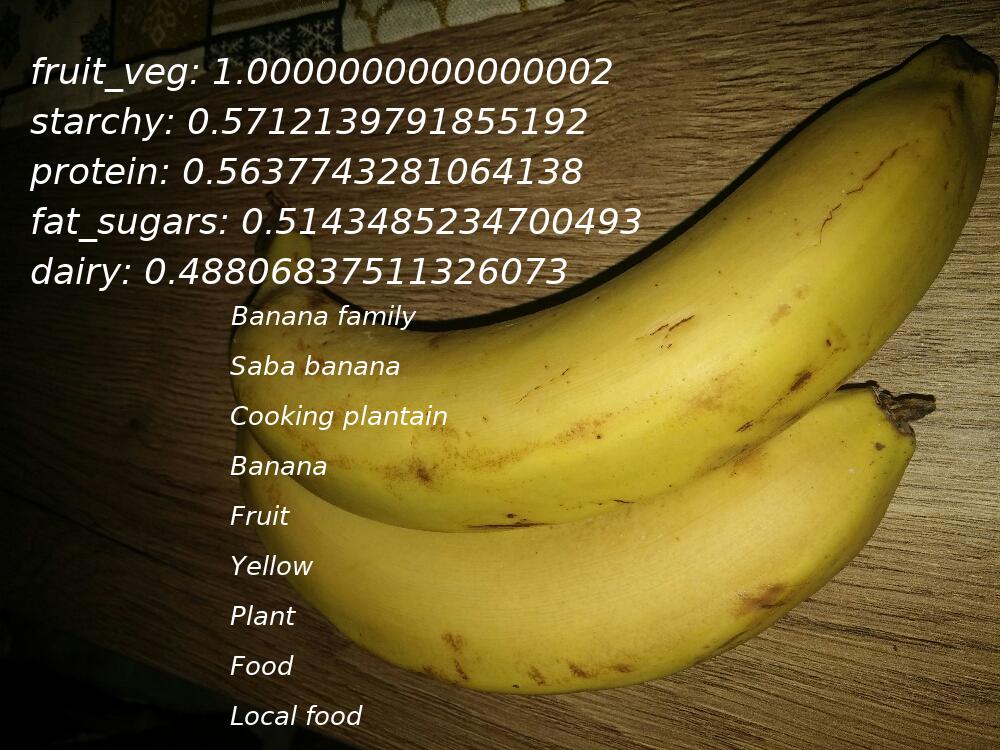 fruit_veg: 1.0000000000000002
starchy: 0.5712139791855192
protein: 0.5637743281064138
fat_sugars: 0.5143485234700493
dairy: 0.48806837511326073
Banana family
Saba banana
Cooking plantain
Banana
Fruit
Yellow
Plant
Food
Local food